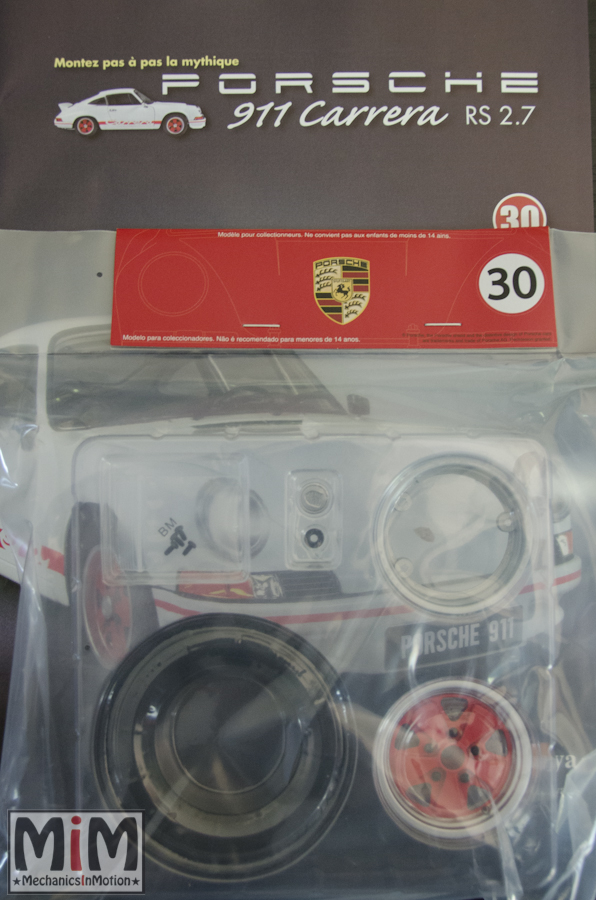 Montez pas à pas la mythique
PORSCHE
911 Carrera RS 2.7
30
Modèle pour collectionneurs. Ne convient pas aux enfants de moins de 14 ans.
PORSCHE
30
Modelo para coleccionadores. Não é recomendado para menores de 14 anos.
BM
PORSCHE 911
MiM
★MechanicsInMotion★